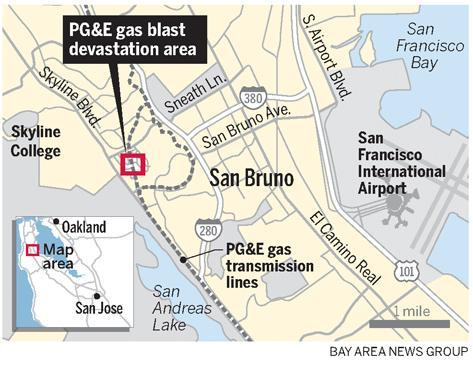 PG&E gas blast
devastation area
San
Francisco
Bay
S. Airport Blvd.
Skyline Blvd.
Sneath Ln.
380
San Bruno Ave.
Skyline
College
San
Francisco
International
Airport
San Bruno
280
El Camino Real
PG&E gas
transmission
lines
101
Oakland
Map
area
San Jose
San
Andreas
Lake
1 mile
BAY AREA NEWS GROUP